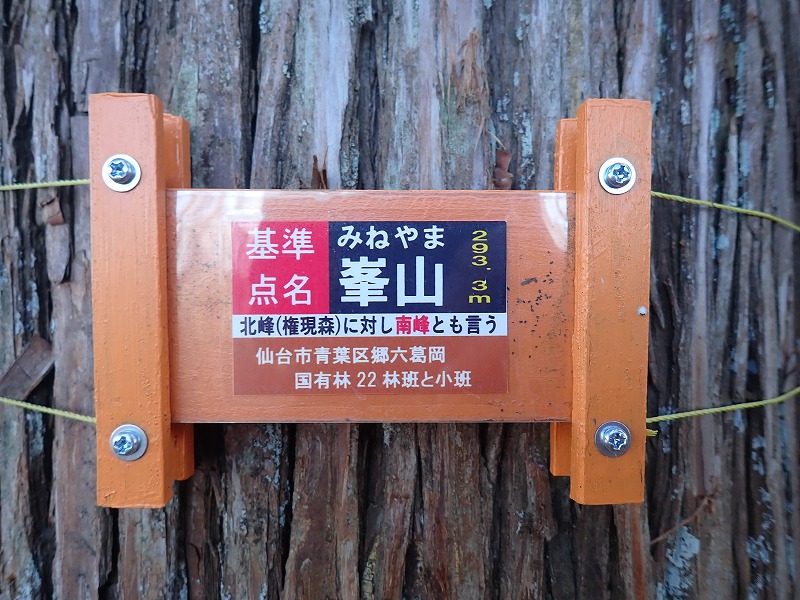 基準
点名
みねやま
峯山
293.3m
北峰(権現森)に対し南峰とも言う
仙台市青葉区郷六葛岡
国有林22林班と小班